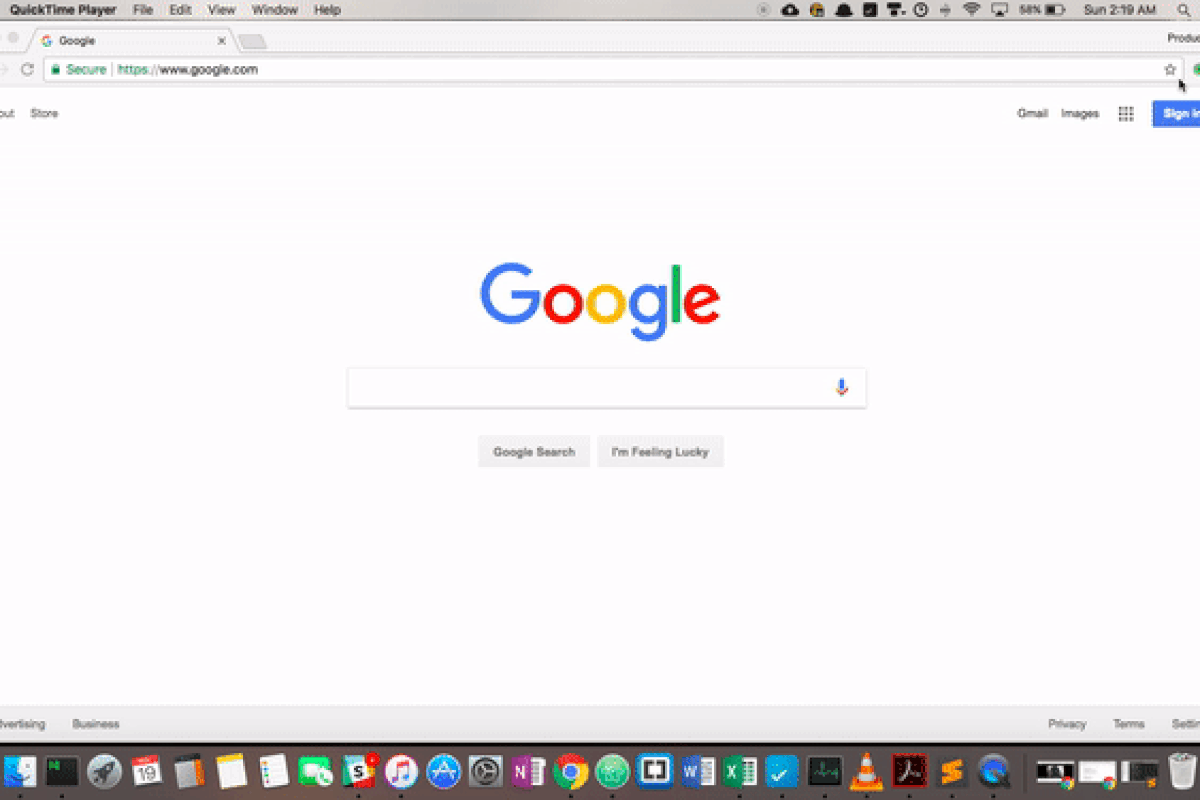 QuickTime Player File Edit View Window Help 58% Sun 2:19 AM
Google Produc
Secure https://www.google.com
out Store Gmail Images Sign in
Google
Google Search I'm Feeling Lucky
dvertising Business Privacy Terms Settin
19